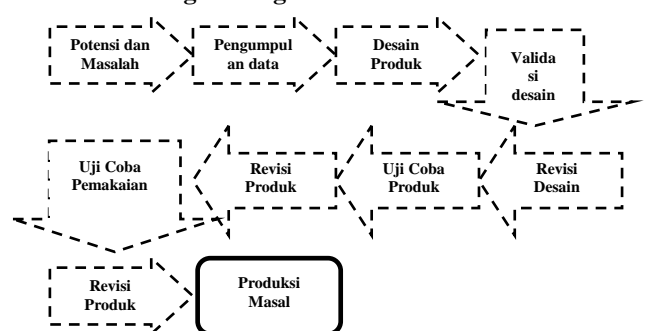 Potensi dan
Masalah
Pengumpul
an data
Desain
Produk
Valida
si
desain
Revisi
Desain
Uji Coba
Produk
Revisi
Produk
Uji Coba
Pemakaian
Revisi
Produk
Produksi
Masal